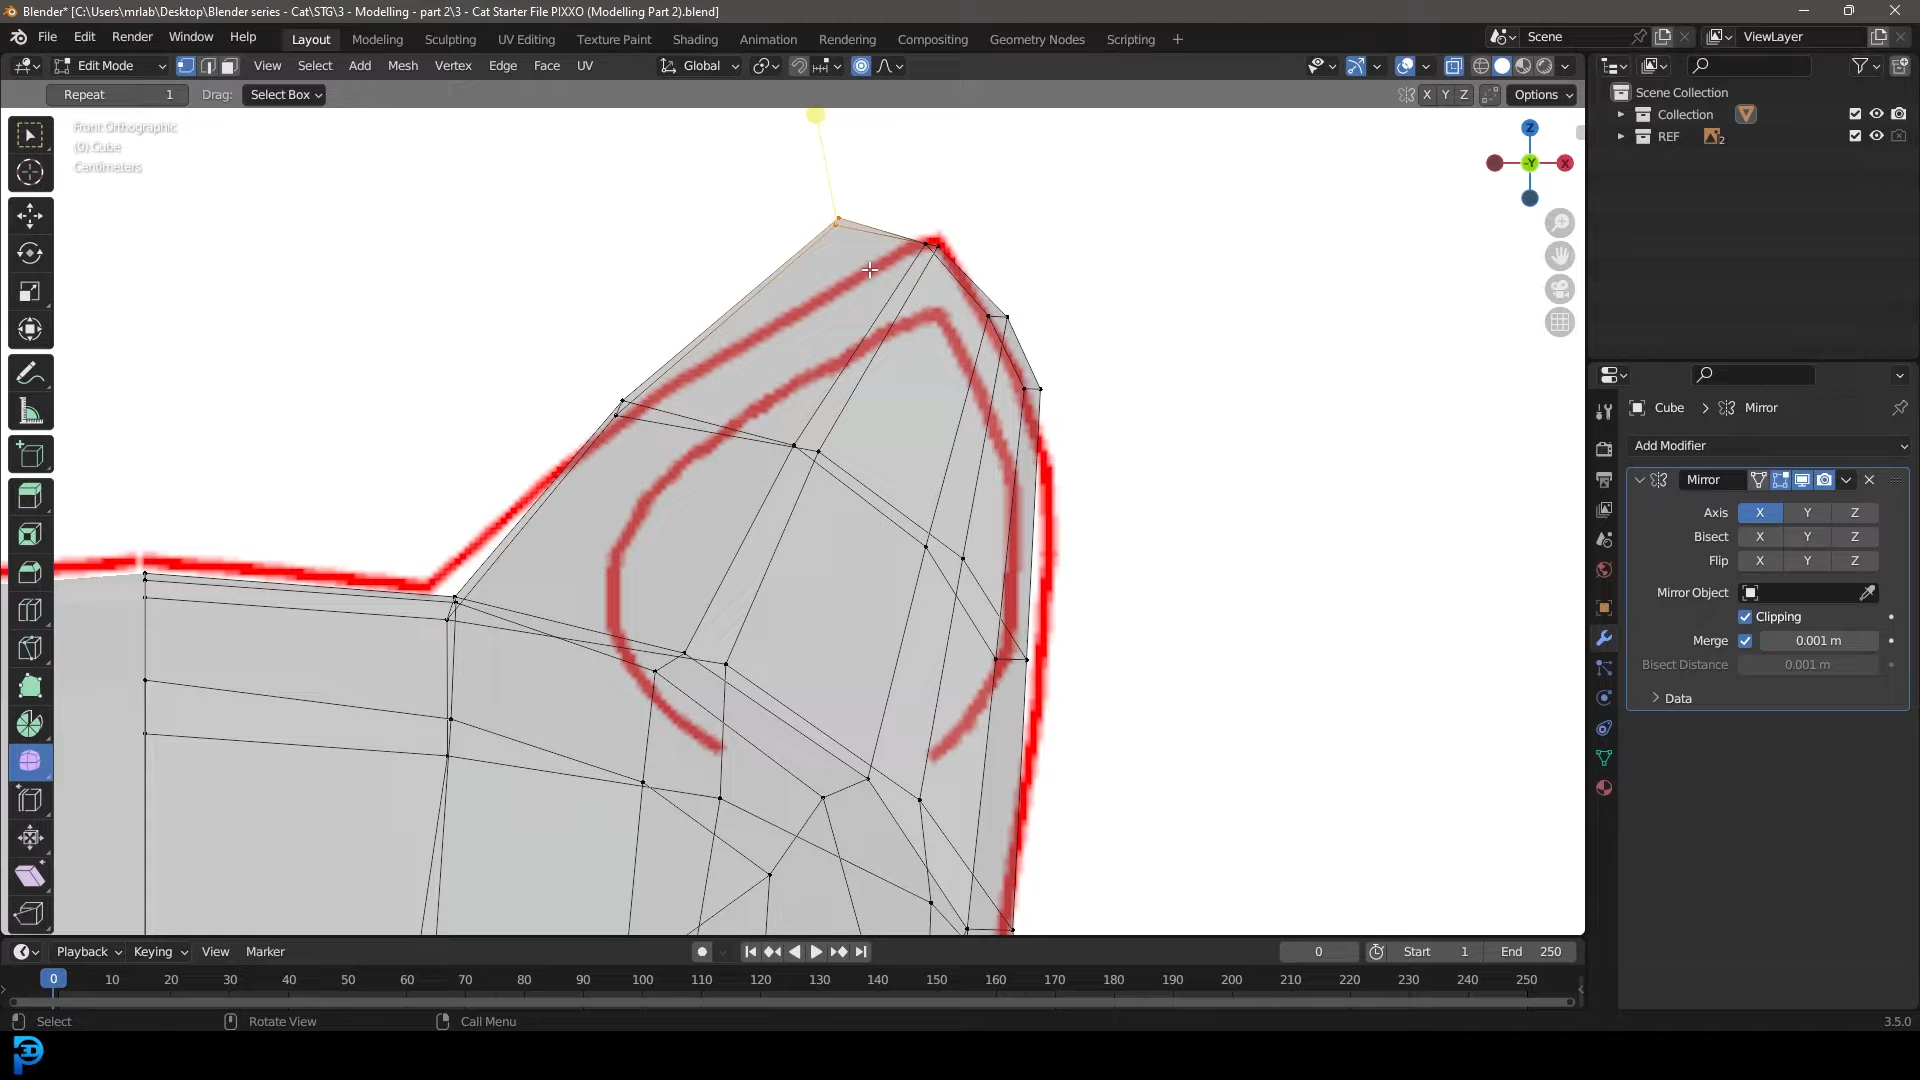 Blender* [C:\Users\mrlab\Desktop\Blender series - Cat\STG\3 - Modelling - part 2\3 - Cat Starter File PIXXO (Modelling Part 2).blend]
File Edit Render Window Help Layout Modeling Sculpting UV Editing Texture Paint Shading Animation Rendering Compositing Geometry Nodes Scripting + Scene ViewLayer
Edit Mode View Select Add Mesh Vertex Edge Face UV Global
Repeat 1 Drag: Select Box X Y Z Options
Front Orthographic
(0) Cube
Centimeters
Z
-Y
X
Scene Collection
Collection
REF 2
Cube > Mirror
Add Modifier
Mirror
Axis X Y Z
Bisect X Y Z
Flip X Y Z
Mirror Object
Clipping
Merge 0.001 m
Bisect Distance 0.001 m
Data
Playback Keying View Marker 0 Start 1 End 250
0 10 20 30 40 50 60 70 80 90 100 110 120 130 140 150 160 170 180 190 200 210 220 230 240 250
Select Rotate View Call Menu 3.5.0